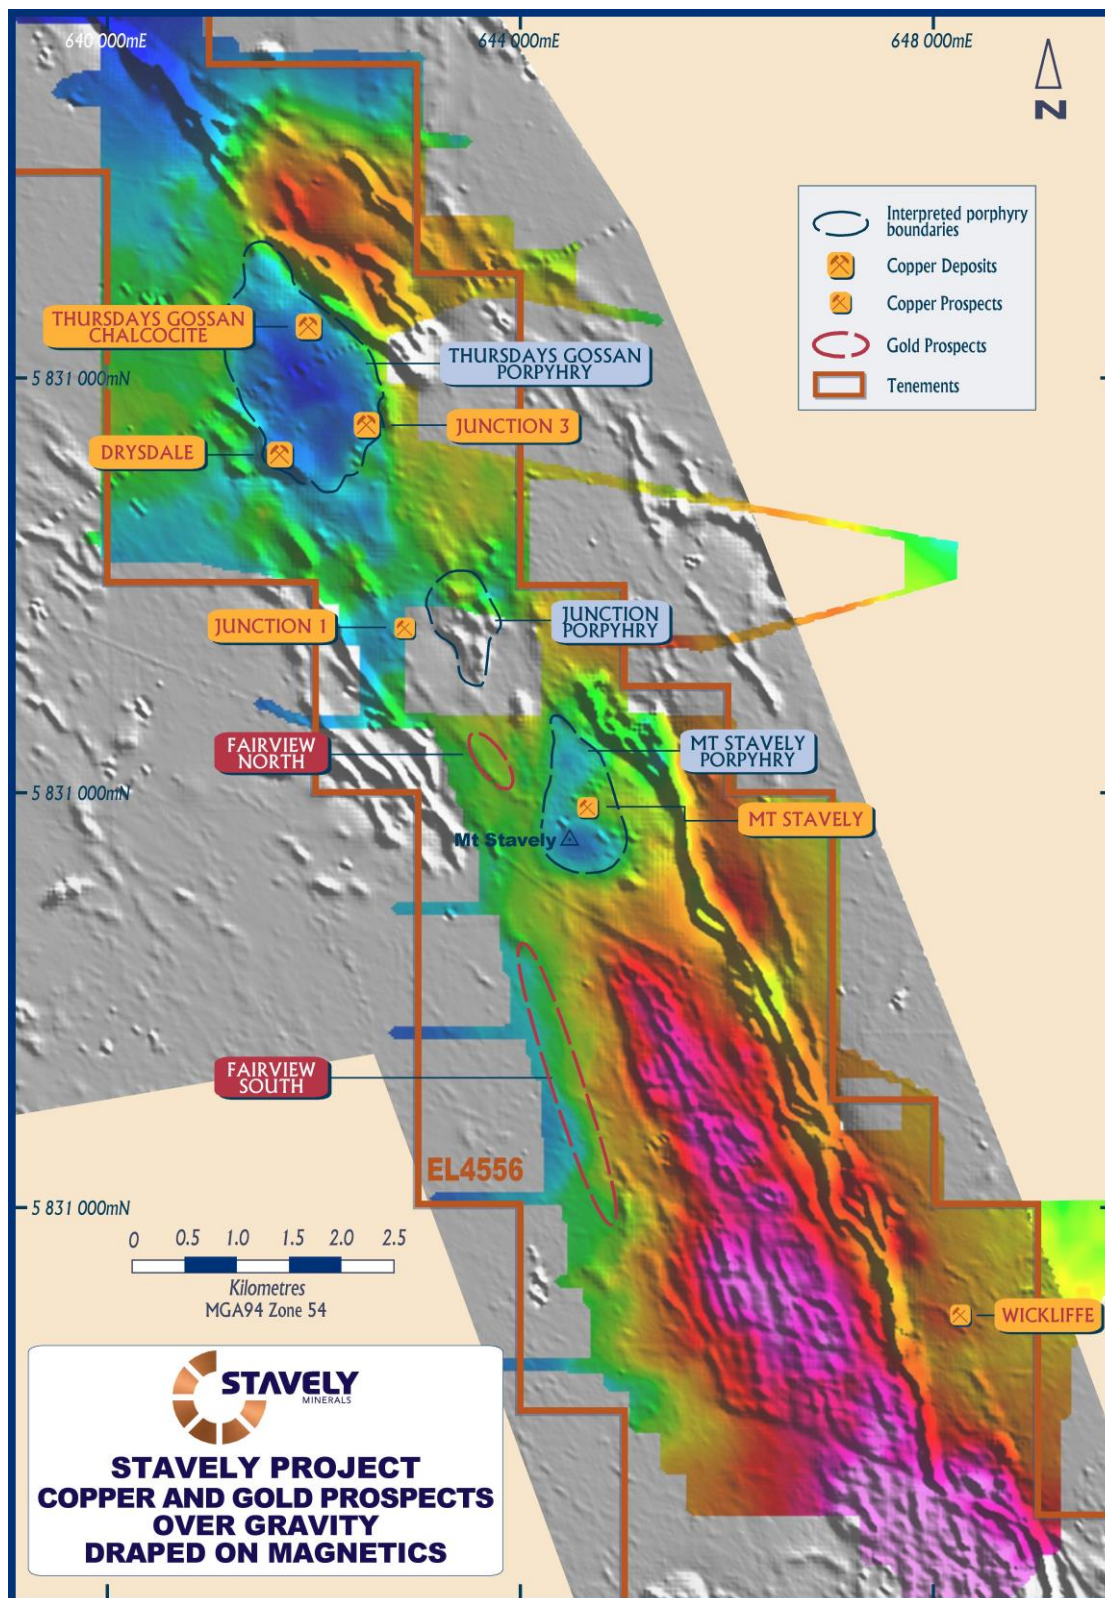 640 000mE
644 000mE
648 000mE
N
Interpreted porphyry
boundaries
Copper Deposits
Copper Prospects
Gold Prospects
Tenements
THURSDAYS GOSSAN
CHALCOCITE
THURSDAYS GOSSAN
PORPYHRY
5 831 000mN
JUNCTION 3
DRYSDALE
JUNCTION 1
JUNCTION
PORPYHRY
FAIRVIEW
NORTH
MT STAVELY
PORPYHRY
5 831 000mN
MT STAVELY
Mt Stavely
FAIRVIEW
SOUTH
EL4556
5 831 000mN
0 0.5 1.0 1.5 2.0 2.5
Kilometres
MGA94 Zone 54
WICKLIFFE
STAVELY
MINERALS
STAVELY PROJECT
COPPER AND GOLD PROSPECTS
OVER GRAVITY
DRAPED ON MAGNETICS